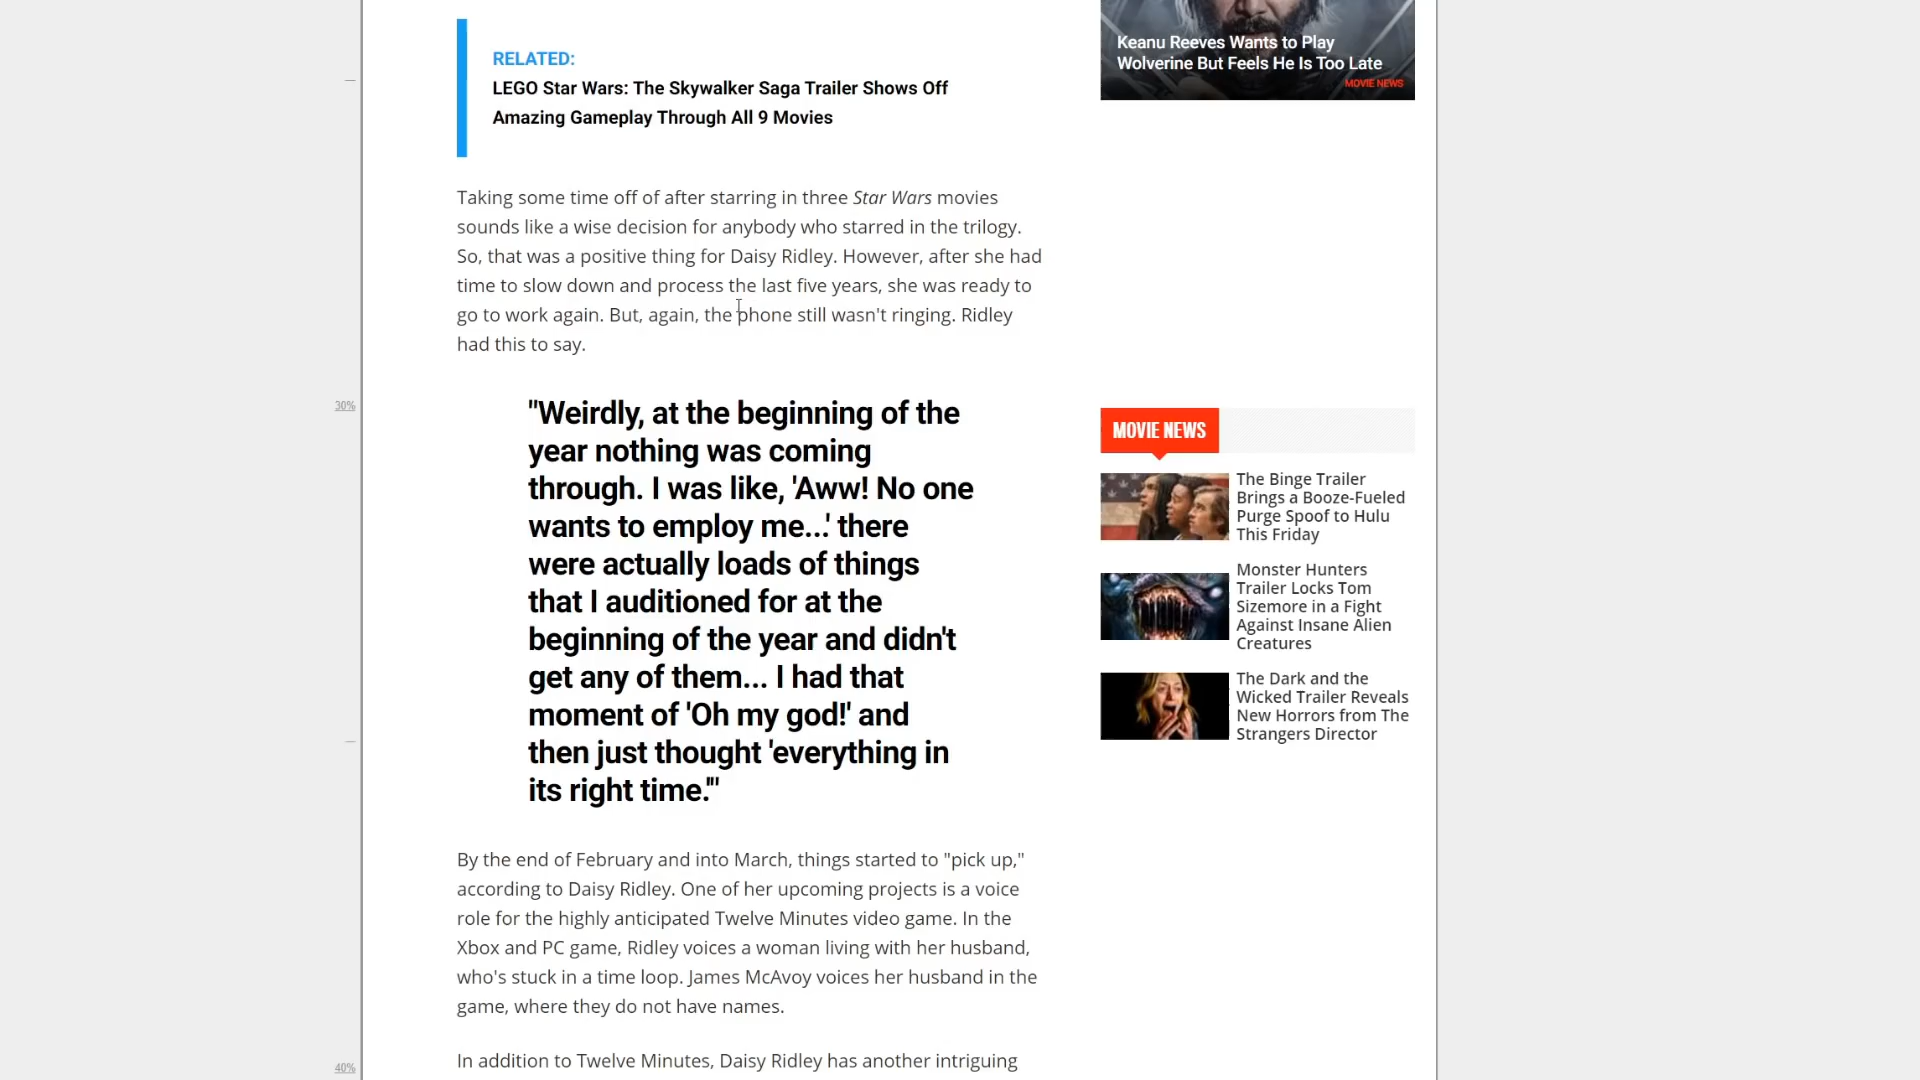 RELATED:
LEGO Star Wars: The Skywalker Saga Trailer Shows Off
Amazing Gameplay Through All 9 Movies
Taking some time off of after starring in three Star Wars movies
sounds like a wise decision for anybody who starred in the trilogy.
So, that was a positive thing for Daisy Ridley. However, after she had
time to slow down and process the last five years, she was ready to
go to work again. But, again, the phone still wasn't ringing. Ridley
had this to say.
30%
"Weirdly, at the beginning of the
year nothing was coming
through. I was like, 'Aww! No one
wants to employ me...' there
were actually loads of things
that I auditioned for at the
beginning of the year and didn't
get any of them... I had that
moment of 'Oh my god!' and
then just thought 'everything in
its right time.'"
By the end of February and into March, things started to "pick up,"
according to Daisy Ridley. One of her upcoming projects is a voice
role for the highly anticipated Twelve Minutes video game. In the
Xbox and PC game, Ridley voices a woman living with her husband,
who's stuck in a time loop. James McAvoy voices her husband in the
game, where they do not have names.
In addition to Twelve Minutes, Daisy Ridley has another intriguing
40%
Keanu Reeves Wants to Play
Wolverine But Feels He Is Too Late
MOVIE NEWS
MOVIE NEWS
The Binge Trailer
Brings a Booze-Fueled
Purge Spoof to Hulu
This Friday
Monster Hunters
Trailer Locks Tom
Sizemore in a Fight
Against Insane Alien
Creatures
The Dark and the
Wicked Trailer Reveals
New Horrors from The
Strangers Director